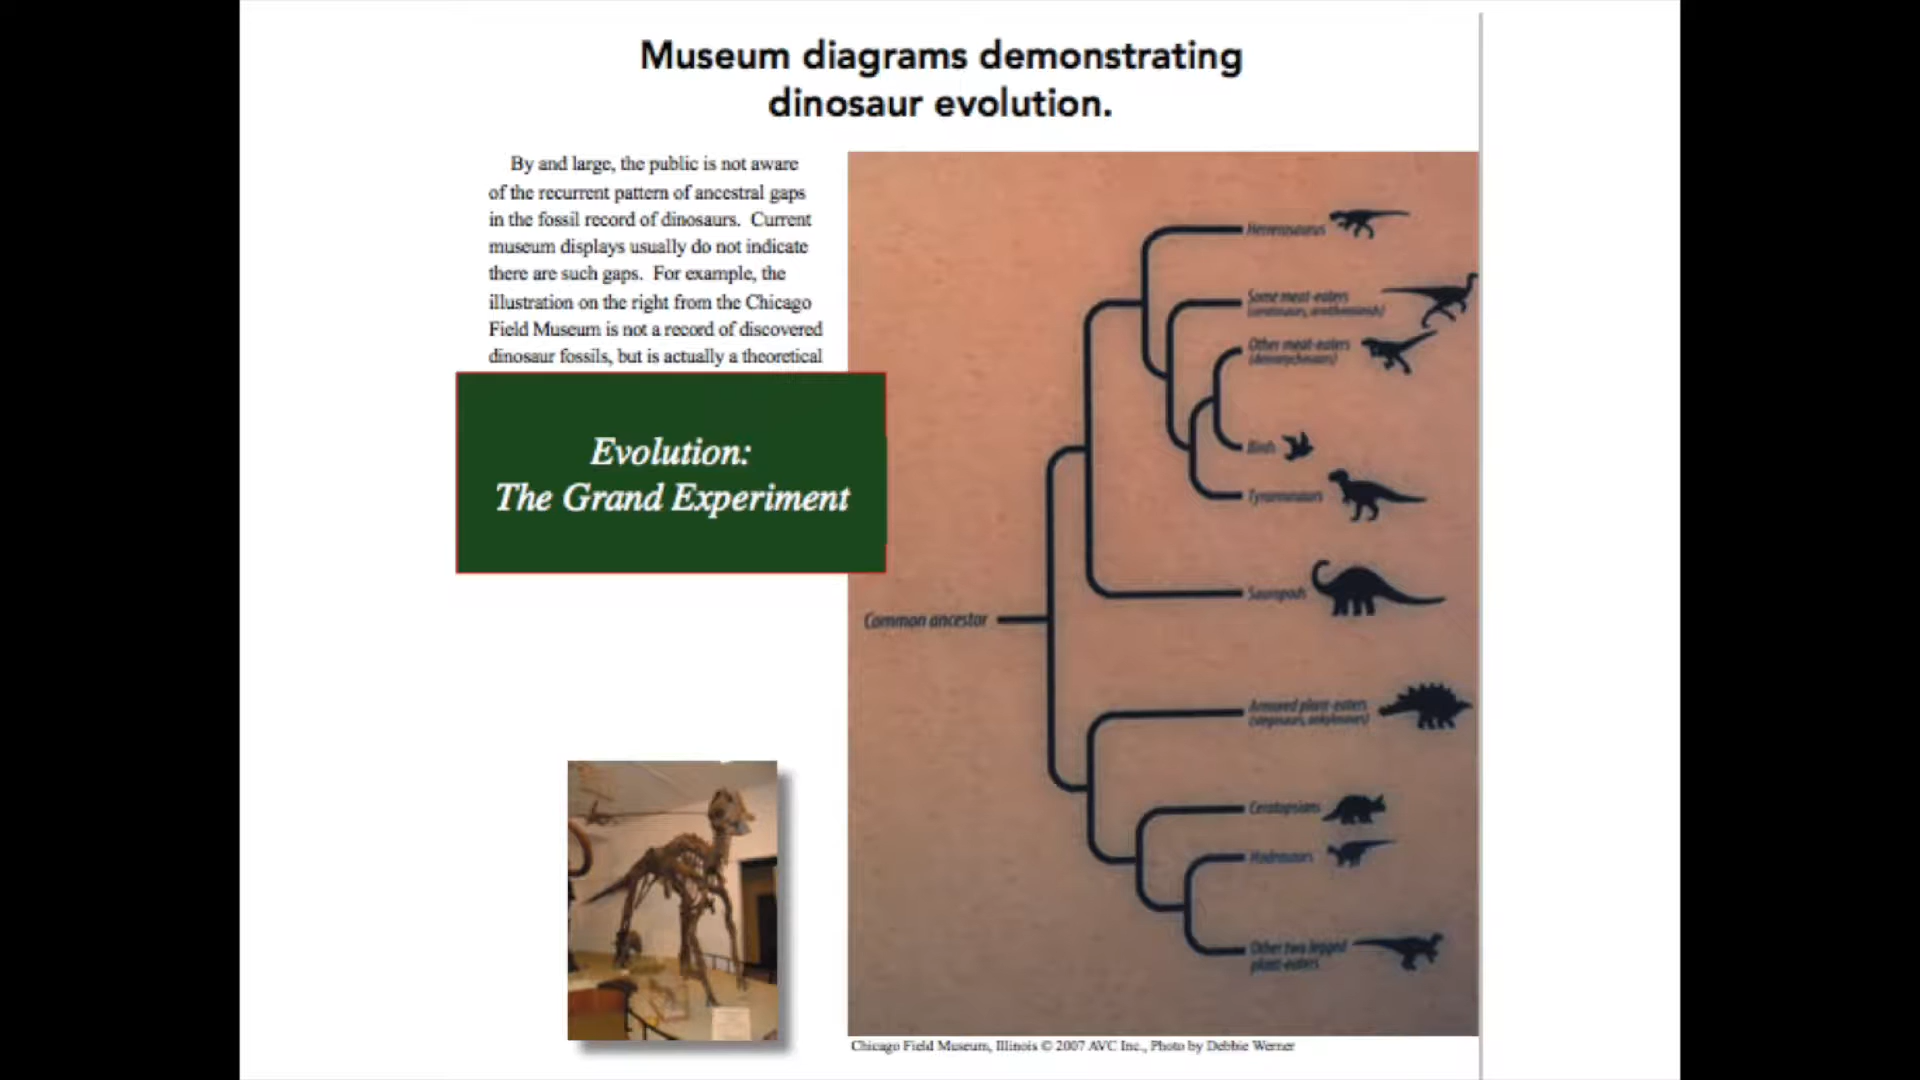 Museum diagrams demonstrating
dinosaur evolution.
By and large, the public is not aware
of the recurrent pattern of ancestral gaps
in the fossil record of dinosaurs. Current
museum displays usually do not indicate
there are such gaps. For example, the
illustration on the right from the Chicago
Field Museum is not a record of discovered
dinosaur fossils, but is actually a theoretical
Evolution:
The Grand Experiment
Herrerasaurus
Some meat-eaters
(ceratosaurs, ornithomimids)
Other meat-eaters
(deinonychosaurs)
Birds
Tyrannosaurs
Sauropods
Common ancestor
Armored plant-eaters
(stegosaurs, ankylosaurs)
Ceratopsians
Hadrosaurs
Other two legged
plant-eaters
Chicago Field Museum, Illinois © 2007 AVC Inc., Photo by Debbie Werner